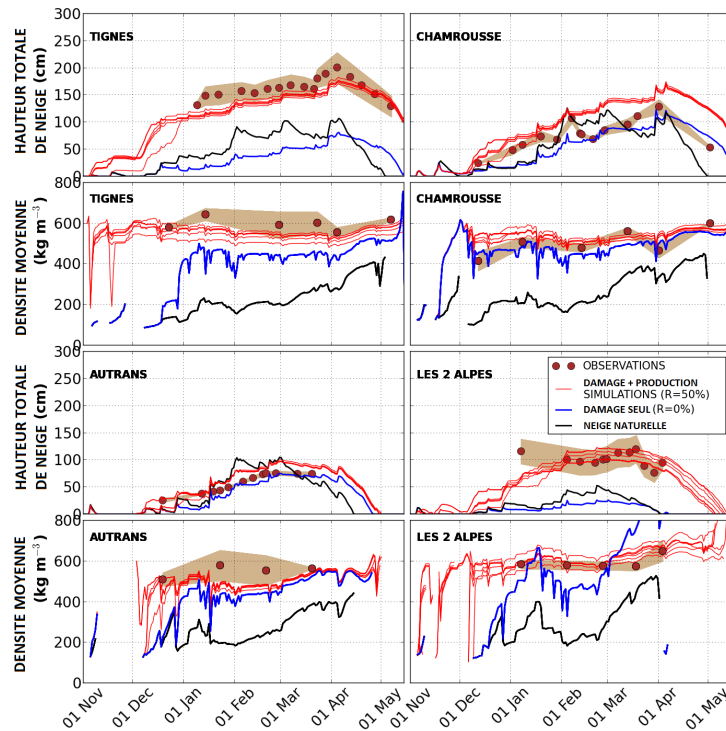 300
250
200
150
100
50
0
HAUTEUR TOTALE
DE NEIGE (cm)
TIGNES
CHAMROUSSE
800
600
400
200
0
DENSITE MOYENNE
(kg m⁻³)
TIGNES
CHAMROUSSE
300
250
200
150
100
50
0
HAUTEUR TOTALE
DE NEIGE (cm)
AUTRANS
LES 2 ALPES
OBSERVATIONS
DAMAGE + PRODUCTION
SIMULATIONS (R=50%)
DAMAGE SEUL (R=0%)
NEIGE NATURELLE
800
600
400
200
0
DENSITE MOYENNE
(kg m⁻³)
AUTRANS
LES 2 ALPES
01 Nov
01 Dec
01 Jan
01 Feb
01 Mar
01 Apr
01 May
01 Nov
01 Dec
01 Jan
01 Feb
01 Mar
01 Apr
01 May